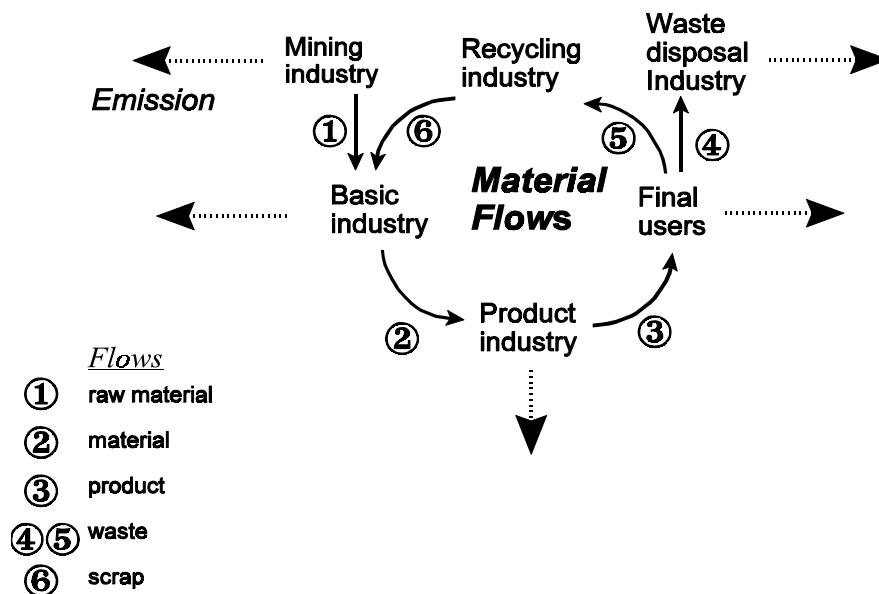 Mining
industry
Recycling
industry
Waste
disposal
Industry
Emission
①
⑥
⑤
④
Basic
industry
Material
Flows
Final
users
②
Product
industry
③
Flows
① raw material
② material
③ product
④⑤ waste
⑥ scrap